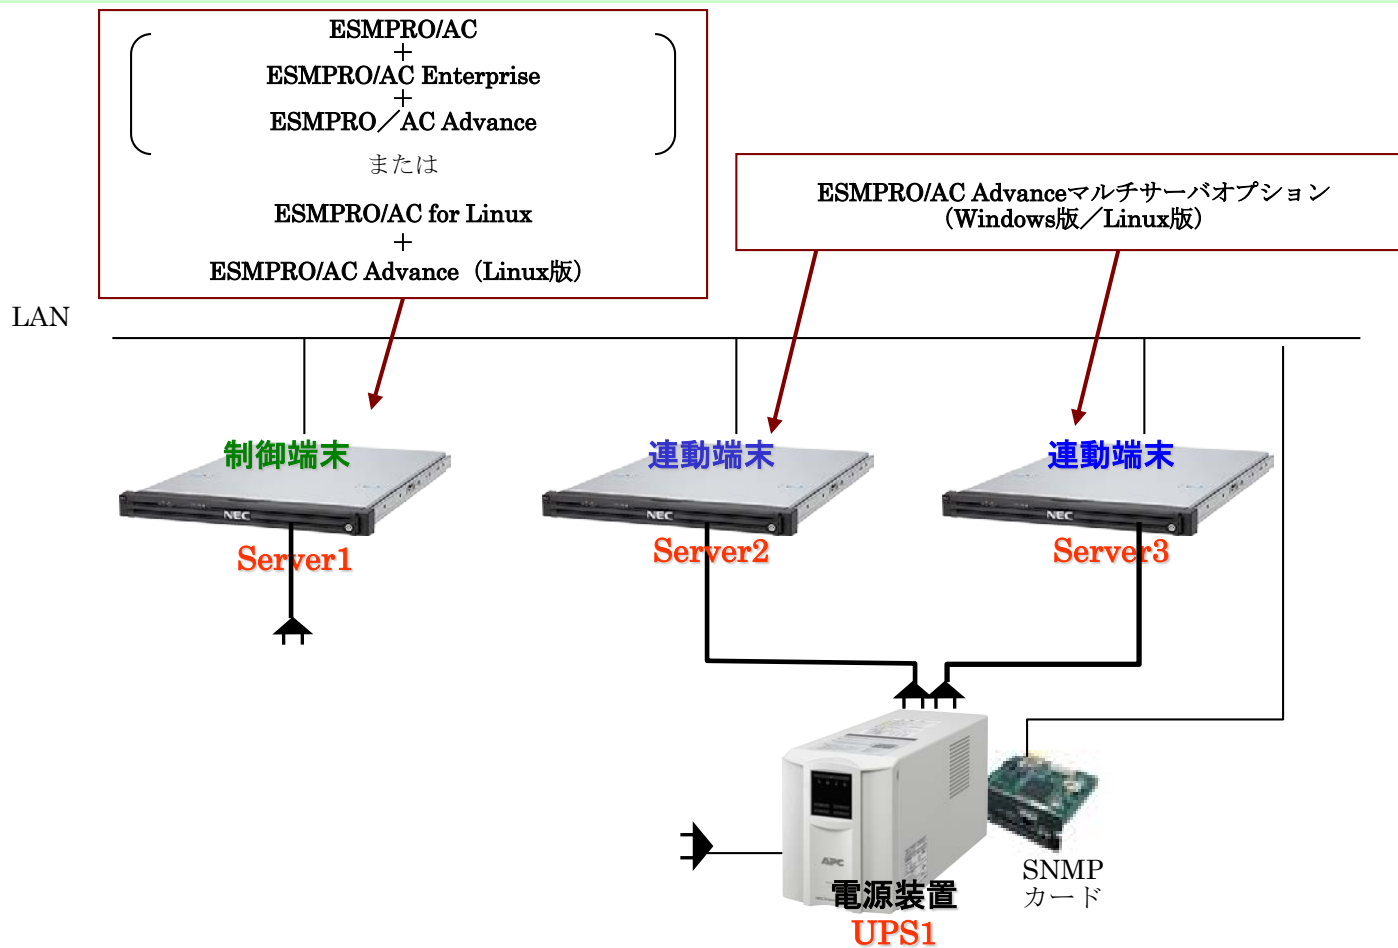 ESMPRO/AC
＋
ESMPRO/AC Enterprise
＋
ESMPRO／AC Advance
または
ESMPRO/AC for Linux
＋
ESMPRO/AC Advance（Linux版）
ESMPRO/AC Advanceマルチサーバオプション
（Windows版／Linux版）
LAN
制御端末
連動端末
連動端末
NEC
NEC
NEC
Server1
Server2
Server3
APC
SNMP
カード
電源装置
UPS1